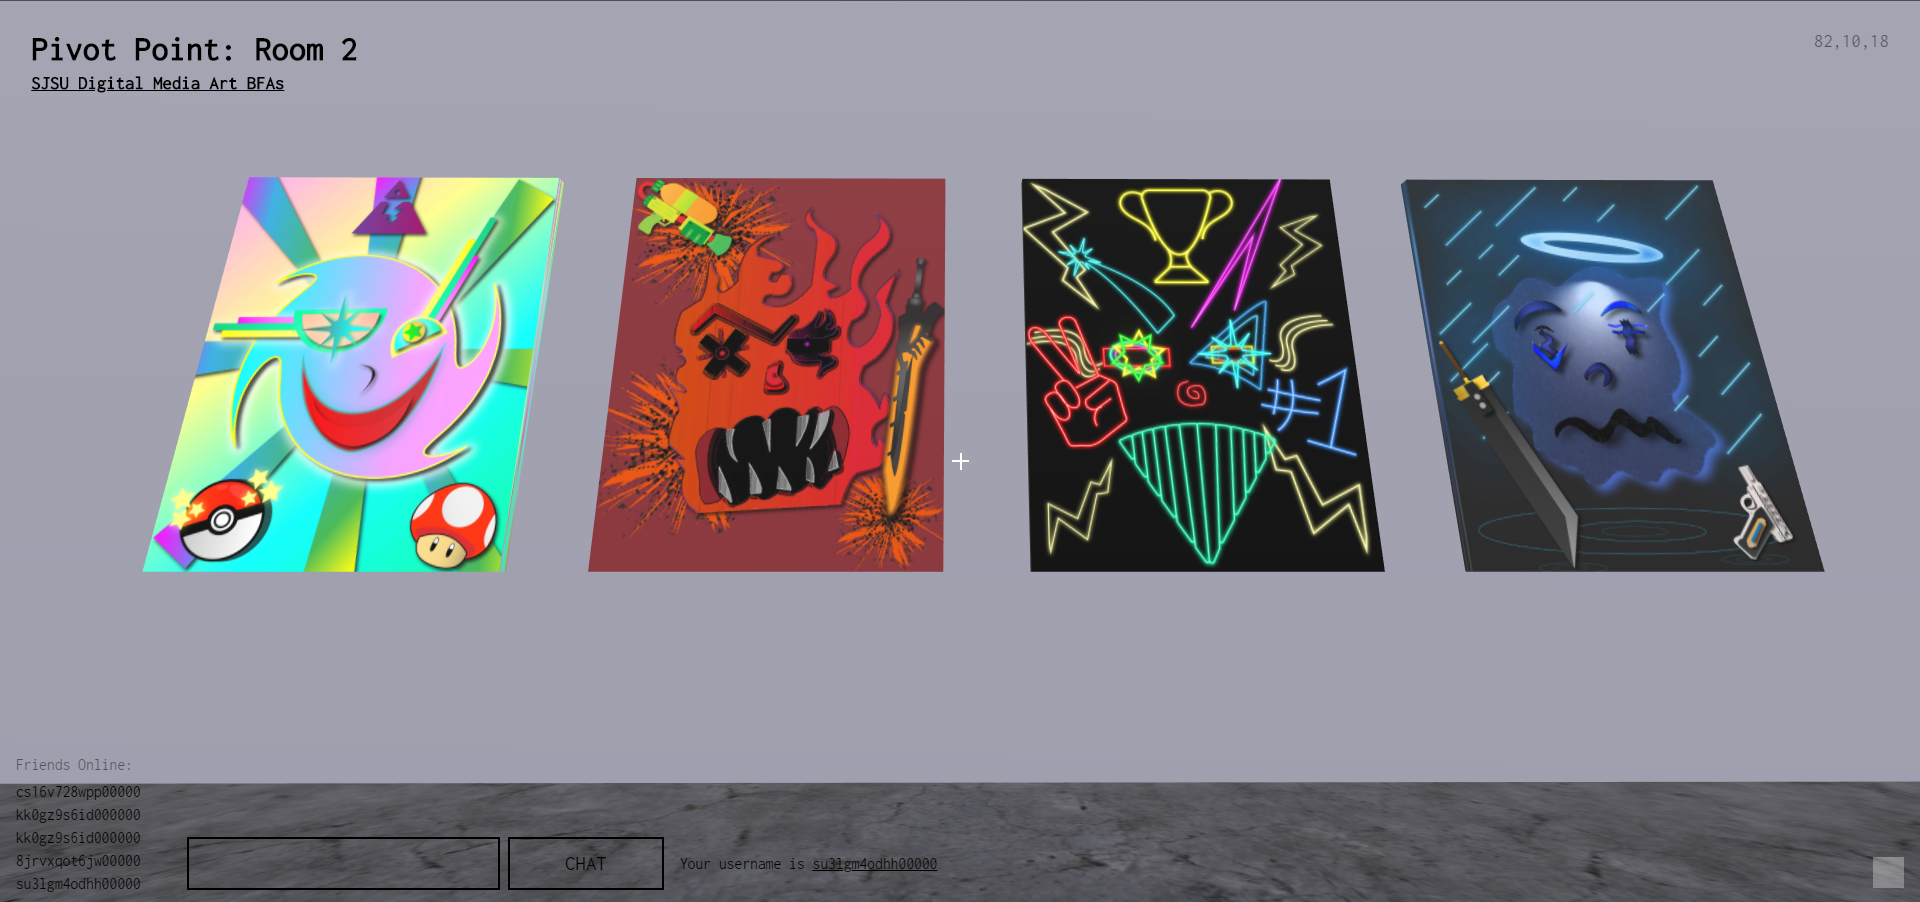 Pivot Point: Room 2
SJSU Digital Media Art BFAs
82,10,18
#1
Friends Online:
cs16v728wpp00000
kk0gz9s6id000000
kk0gz9s6id000000
8jrvxqot6jw00000
su3lgm4odhh00000
CHAT
Your username is su3lgm4odhh00000